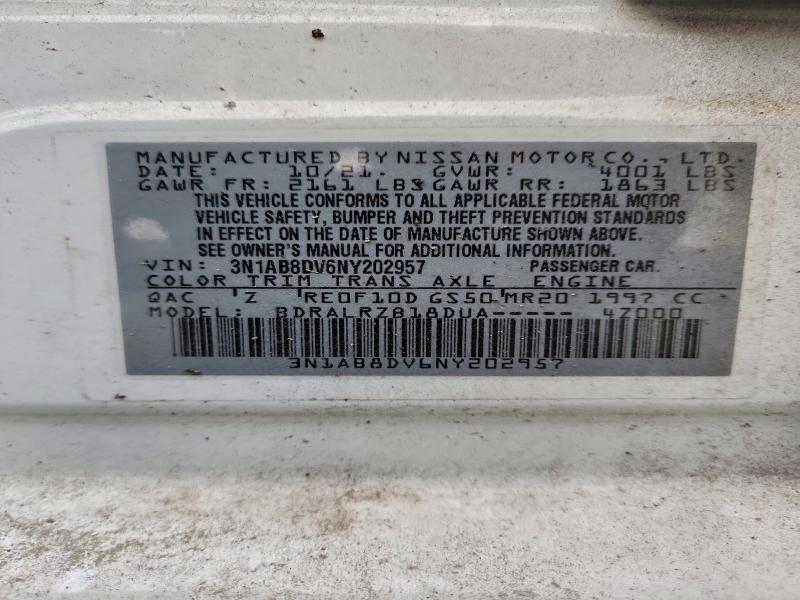 MANUFACTURED BY NISSAN MOTOR CO., LTD.
DATE: 10/21. GVWR: 4001 LBS
GAWR FR: 2161 LBS GAWR RR: 1863 LBS
THIS VEHICLE CONFORMS TO ALL APPLICABLE FEDERAL MOTOR
VEHICLE SAFETY, BUMPER AND THEFT PREVENTION STANDARDS
IN EFFECT ON THE DATE OF MANUFACTURE SHOWN ABOVE.
SEE OWNER'S MANUAL FOR ADDITIONAL INFORMATION.
VIN: 3N1AB8DV6NY202957 PASSENGER CAR.
COLOR TRIM TRANS AXLE ENGINE
QAC 'Z RE0F10D GS50 MR20 1997 CC
MODEL: BDRALRZB18DUA----- 4Z000
3N1AB8DV6NY202957